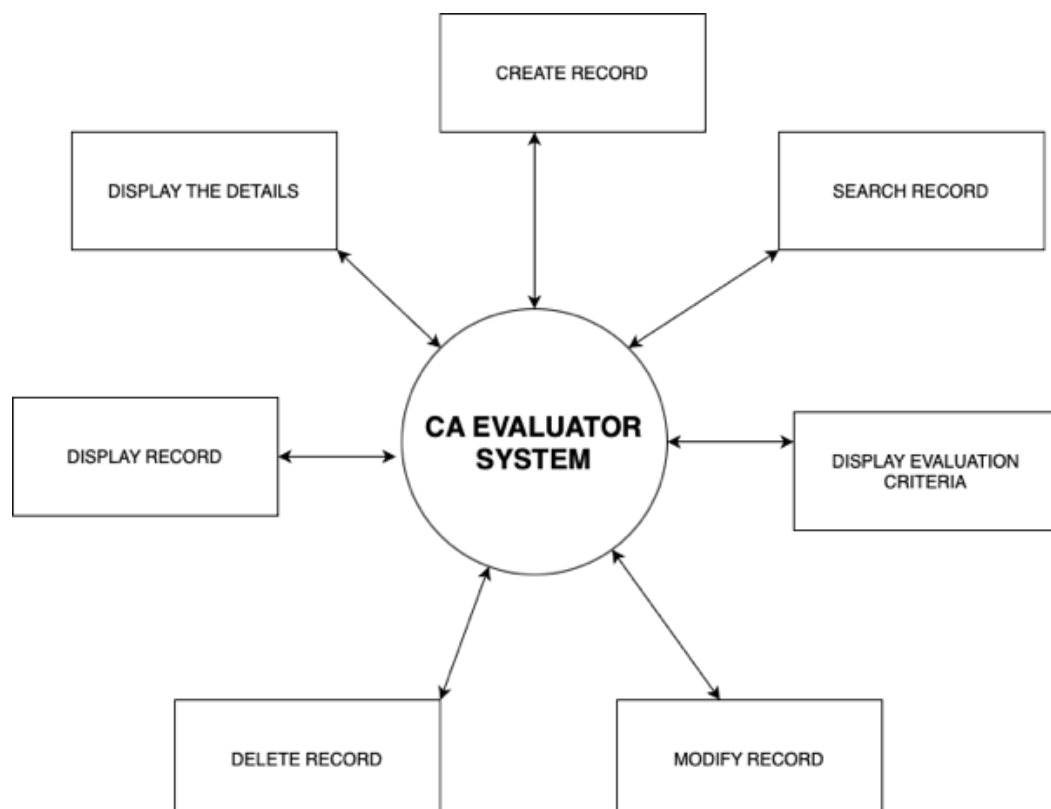 CREATE RECORD
DISPLAY THE DETAILS
SEARCH RECORD
CA EVALUATOR
SYSTEM
DISPLAY RECORD
DISPLAY EVALUATION
CRITERIA
DELETE RECORD
MODIFY RECORD